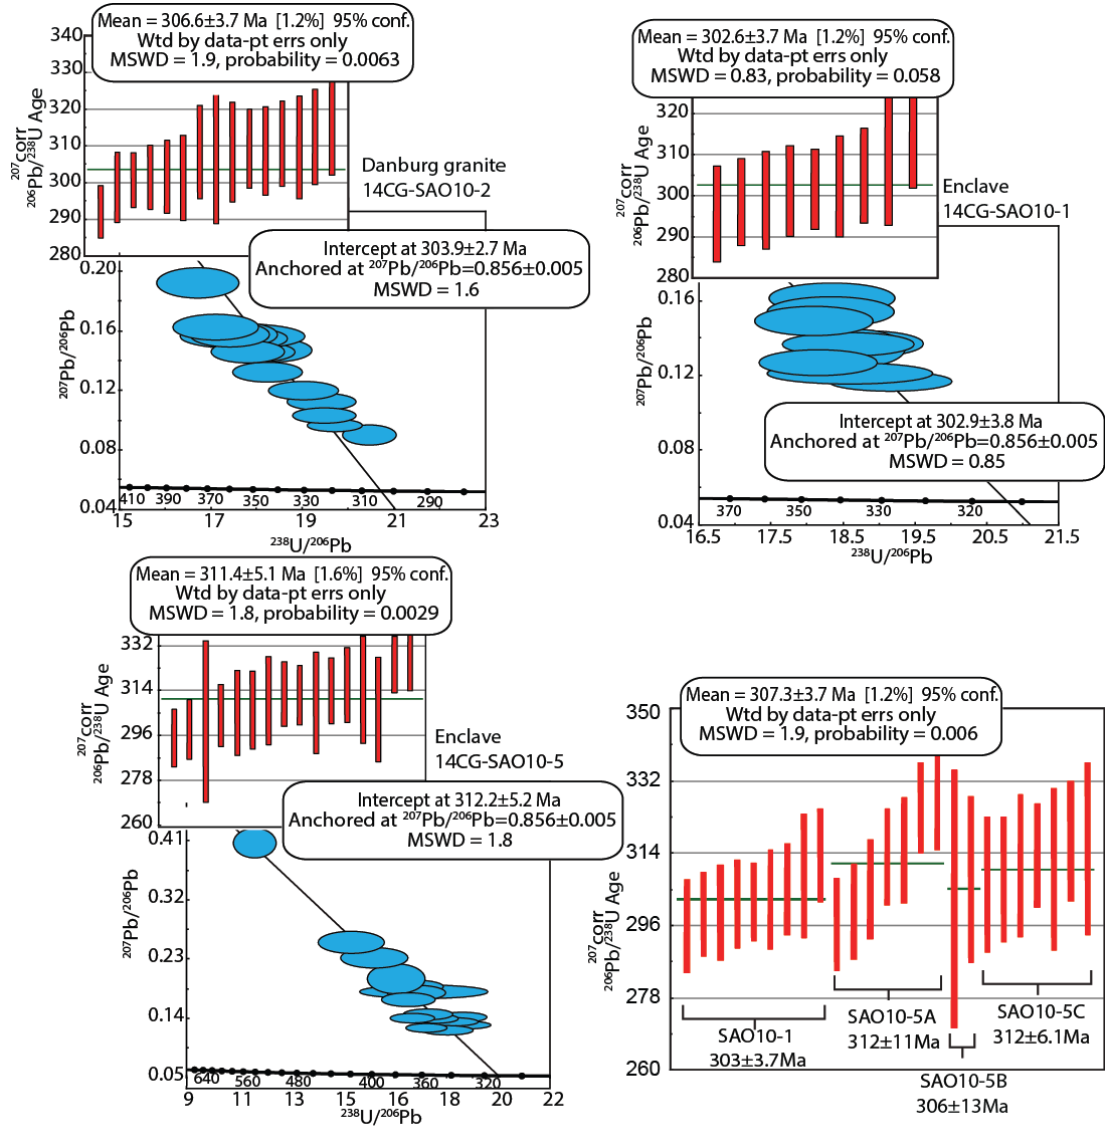 Mean = 306.6±3.7 Ma [1.2%] 95% conf.
Wtd by data-pt errs only
MSWD = 1.9, probability = 0.0063
340
330
320
310
300
290
280
207corr
206Pb/238U Age
Danburg granite
14CG-SAO10-2
Intercept at 303.9±2.7 Ma
Anchored at 207Pb/206Pb=0.856±0.005
MSWD = 1.6
0.20
0.16
0.12
0.08
0.04
207Pb/206Pb
410 390 370 350 330 310 290
15 17 19 21 23
238U/206Pb
Mean = 302.6±3.7 Ma [1.2%] 95% conf.
Wtd by data-pt errs only
MSWD = 0.83, probability = 0.058
320
310
300
290
280
207corr
206Pb/238U Age
Enclave
14CG-SAO10-1
0.16
0.12
0.08
0.04
207Pb/206Pb
Intercept at 302.9±3.8 Ma
Anchored at 207Pb/206Pb=0.856±0.005
MSWD = 0.85
370 350 330 320
16.5 17.5 18.5 19.5 20.5 21.5
238U/206Pb
Mean = 311.4±5.1 Ma [1.6%] 95% conf.
Wtd by data-pt errs only
MSWD = 1.8, probability = 0.0029
332
314
296
278
260
207corr
206Pb/238U Age
Enclave
14CG-SAO10-5
Intercept at 312.2±5.2 Ma
Anchored at 207Pb/206Pb=0.856±0.005
MSWD = 1.8
0.41
0.32
0.23
0.14
0.05
207Pb/206Pb
640 560 480 400 360 320
9 11 13 15 16 18 20 22
238U/206Pb
Mean = 307.3±3.7 Ma [1.2%] 95% conf.
Wtd by data-pt errs only
MSWD = 1.9, probability = 0.006
350
332
314
296
278
260
207corr
206Pb/238U Age
SAO10-1
303±3.7Ma
SAO10-5A
312±11Ma
SAO10-5C
312±6.1Ma
SAO10-5B
306±13Ma